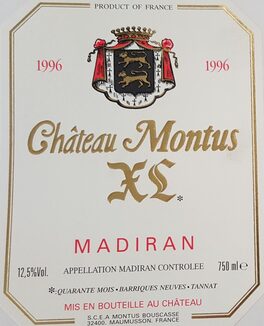 PRODUCT OF FRANCE
1996 1996
Château Montus
XL*
MADIRAN
12,5%Vol. APPELLATION MADIRAN CONTROLEE 750 ml e
*:QUARANTE MOIS • BARRIQUES NEUVES • TANNAT
MIS EN BOUTEILLE AU CHÂTEAU
S.C.E.A MONTUS BOUSCASSE
32400. MAUMUSSON. FRANCE